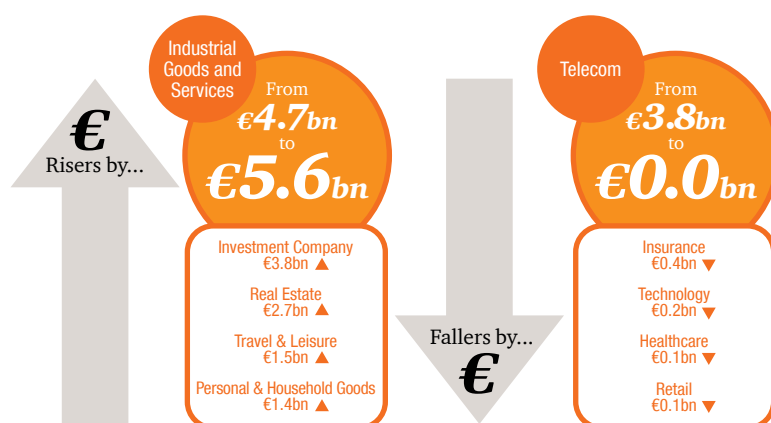 Industrial
Goods and
Services
From
€4.7bn
to
€5.6bn
€
Risers by...
Investment Company
€3.8bn ▲
Real Estate
€2.7bn ▲
Travel & Leisure
€1.5bn ▲
Personal & Household Goods
€1.4bn ▲
Telecom
From
€3.8bn
to
€0.0bn
Fallers by...
€
Insurance
€0.4bn ▼
Technology
€0.2bn ▼
Healthcare
€0.1bn ▼
Retail
€0.1bn ▼